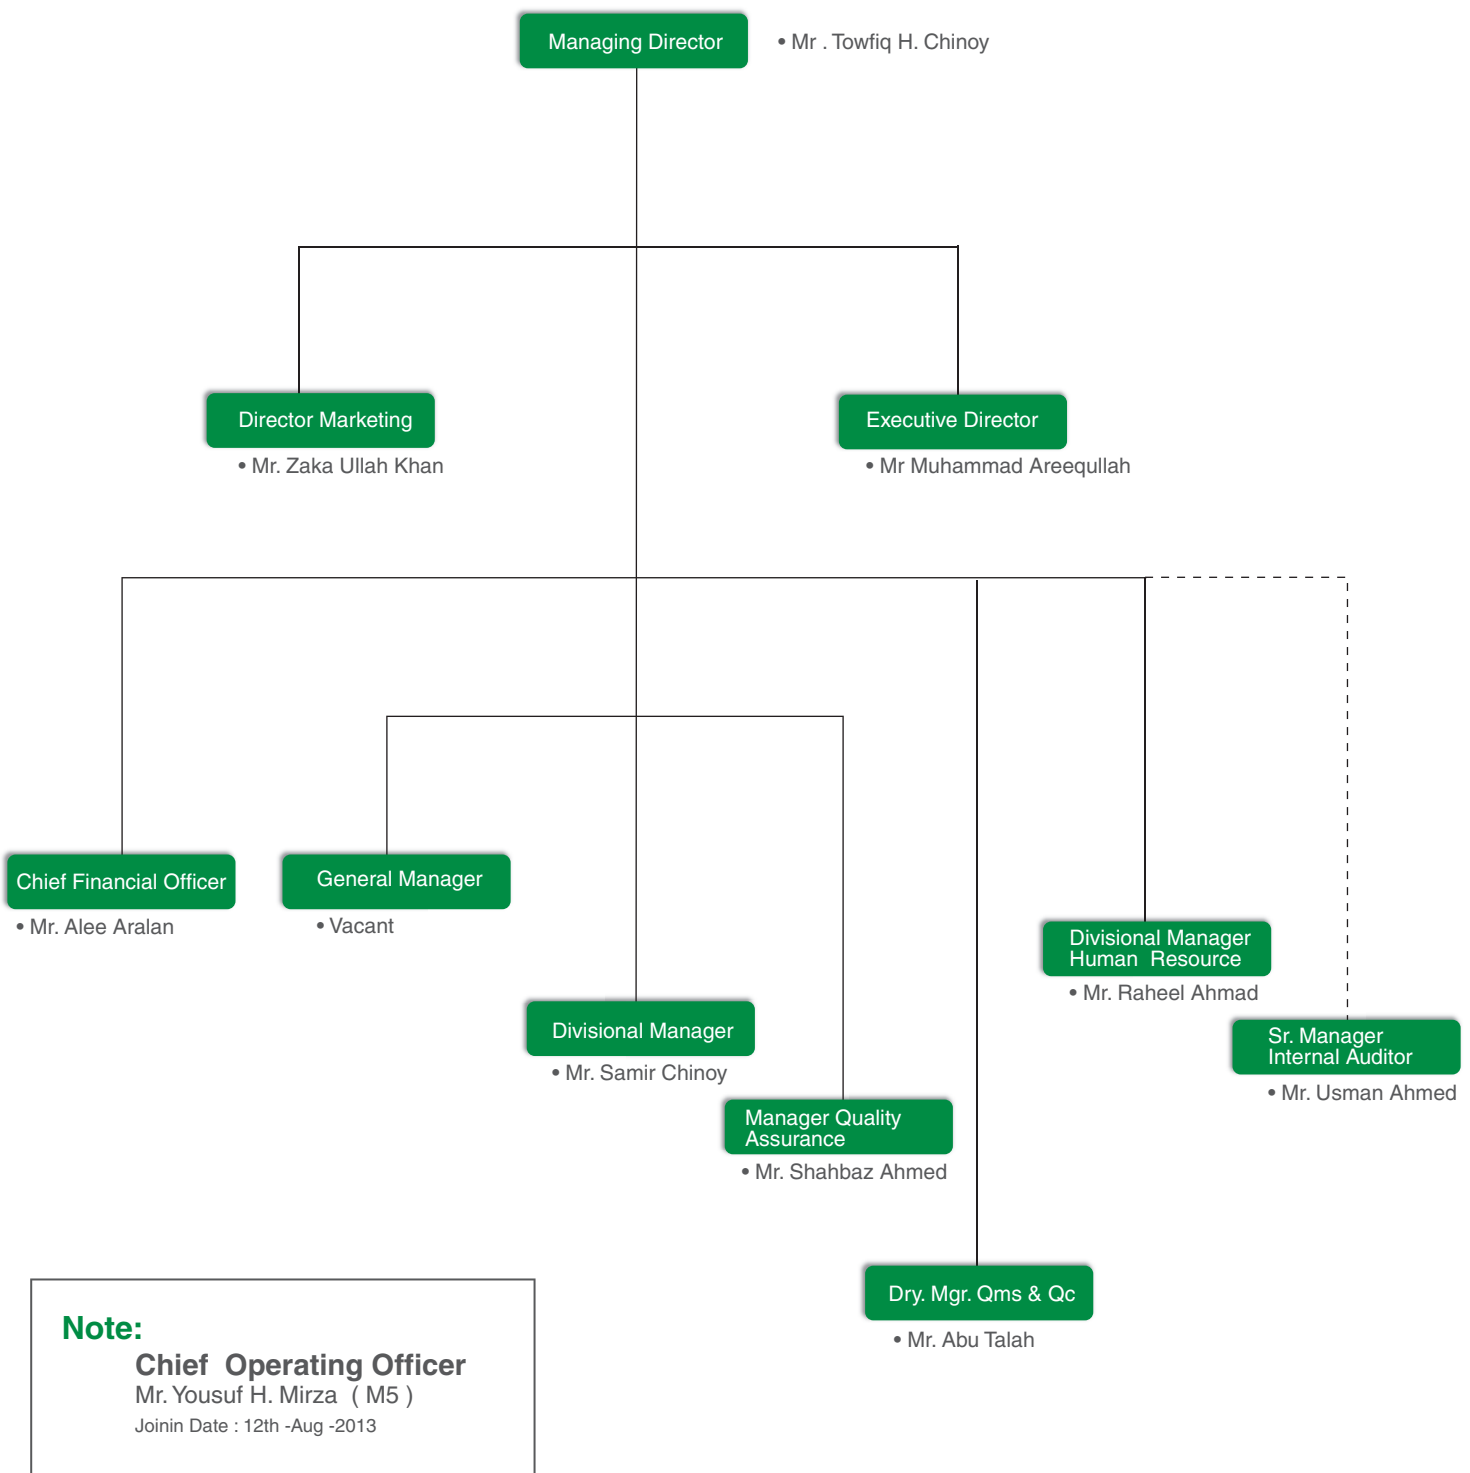 Managing Director
• Mr . Towfiq H. Chinoy
Director Marketing
• Mr. Zaka Ullah Khan
Executive Director
• Mr Muhammad Areequllah
Chief Financial Officer
• Mr. Alee Aralan
General Manager
• Vacant
Divisional Manager
Human Resource
• Mr. Raheel Ahmad
Divisional Manager
• Mr. Samir Chinoy
Sr. Manager
Internal Auditor
• Mr. Usman Ahmed
Manager Quality
Assurance
• Mr. Shahbaz Ahmed
Dry. Mgr. Qms & Qc
• Mr. Abu Talah
Note:
Chief Operating Officer
Mr. Yousuf H. Mirza ( M5 )
Joinin Date : 12th -Aug -2013